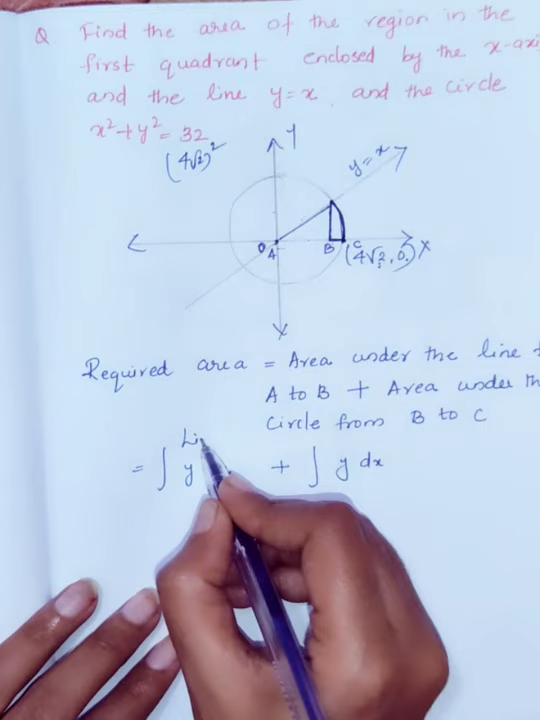 Q Find the area of the region in the
first quadrant enclosed by the x-axi
and the line y=x and the circle
x²+y²= 32
(4√2)²
Y
y=x
O A B C X
(4√2, 0)
Required area = Area under the line
A to B + Area under th
Circle from B to C
Li
= ∫ y + ∫ y dx